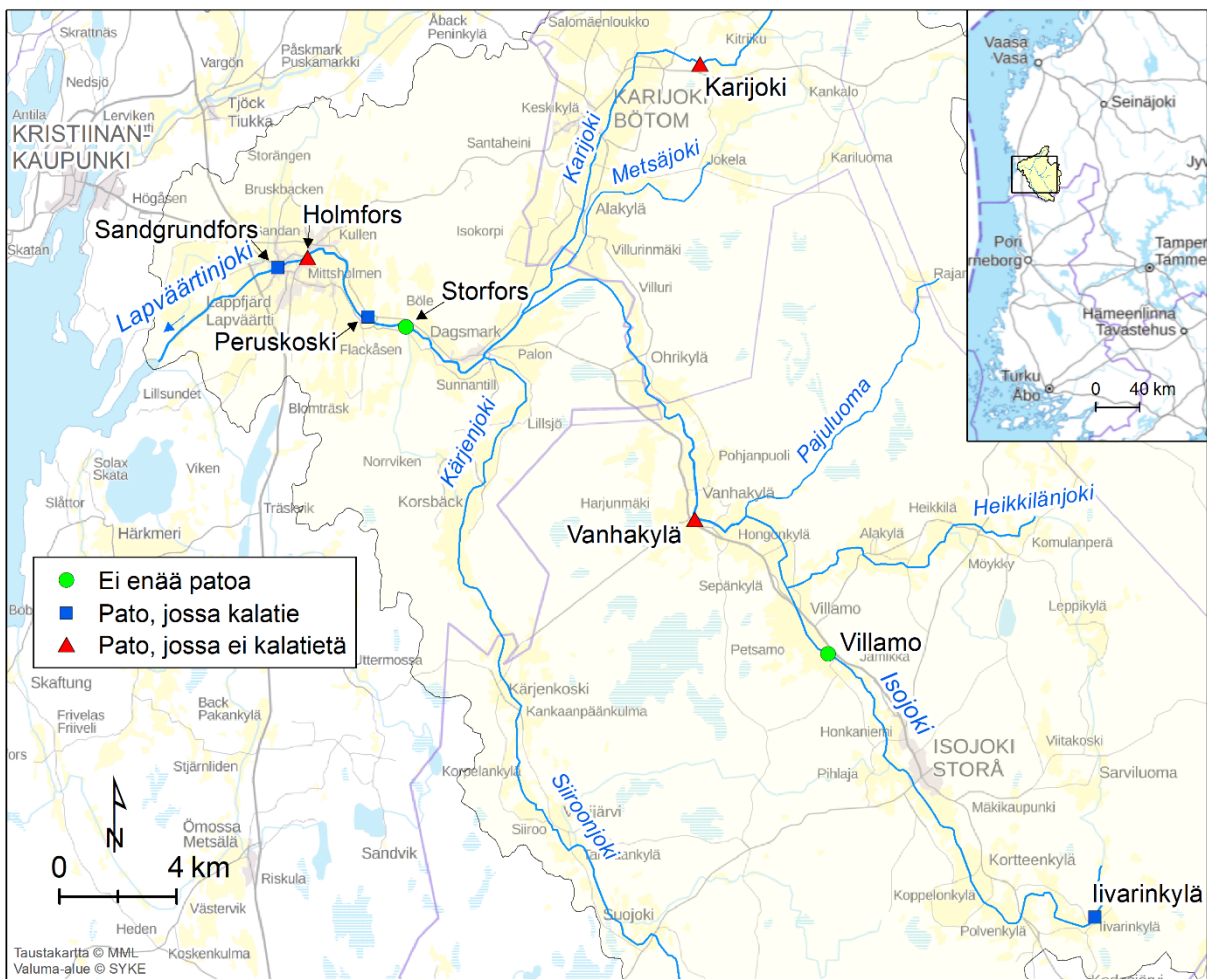 Skrattnäs
Åback
Peninkylä
Salomäenloukko
Kitriku
Påskmark
Puskamarkki
Vargön
Nedsjö
Karijoki
Kankalo
KARIJOKI
BÖTOM
Keskikylä
Tjöck
Tiukka
Antila
Lerviken
KRISTIINAN-
KAUPUNKI
Santaheini
Karijoki
Metsäjoki
Jokela
Kariluoma
Storängen
Högåsen
Bruskbacken
Alakylä
Holmfors
Kullen
Isokorpi
Skatan
Sandgrundfors
Villurinmäki
Mittsholmen
Villuri
Lapväärtinjoki
Böle
Storfors
Lappfjärd
Lapväärtti
Dagsmark
Peruskoski
Flackåsen
Palon
Ohrikylä
Sunnantill
Lillsundet
Blomträsk
Lillsjö
Pajuluoma
Kärjenjoki
Solax
Skata
Viken
Norrviken
Pohjanpuoli
Slåttor
Träskvik
Korsbäck
Harjunmäki
Vanhakylä
Heikkilä
Heikkilänjoki
Härkmeri
Vanhakylä
Hongonkylä
Alakylä
Komulanperä
Möykky
Ei enää patoa
Pato, jossa kalatie
Pato, jossa ei kalatietä
Sepänkylä
Villamo
Leppikylä
Petsamo
Villamo
Jämikkä
Uttermossa
Skaftung
Kärjenkoski
Back
Pakankylä
Kankaanpäänkulma
Isojoki
Frivelas
Friiveli
Honkaniemi
ISOJOKI
STORÅ
Viitakoski
Stjärnliden
Korpelankylä
Pihlaja
Sarviluoma
Siiroonjoki
Mäkikaupunki
N
Siiroo
Ömossa
Metsälä
Sandvik
0 4 km
Riskula
Kortteenkylä
Koppelonkylä
Iivarinkylä
Västervik
Suojoki
Heden
Polvenkylä
Iivarinkylä
Koskenkulma
Taustakartta © MML
Valuma-alue © SYKE
Vaasa
Vasa
Seinäjoki
Pori
Hämeenlinna
Tavastehus
Turku
Åbo
0 40 km